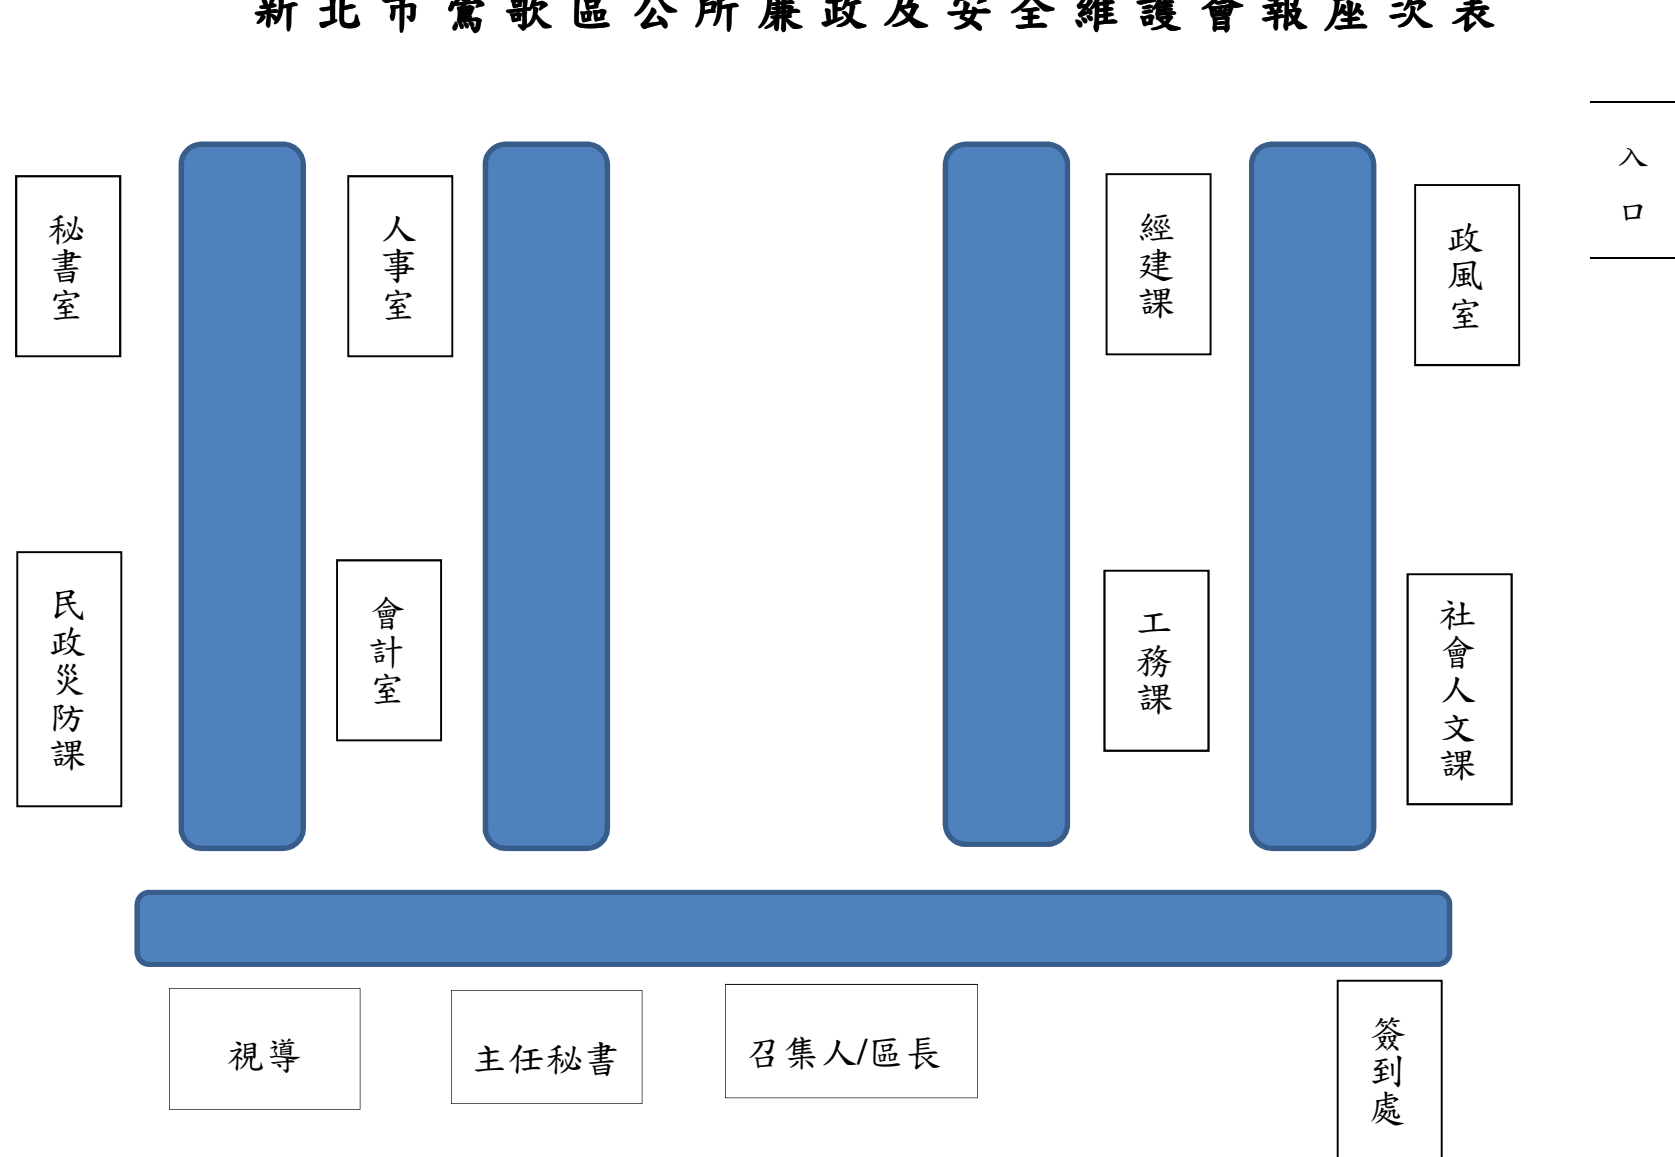 新北市鶯歌區公所廉政及安全維護會報座次表
入口
秘書室
人事室
經建課
政風室
民政災防課
會計室
工務課
社會人文課
視導
主任秘書
召集人/區長
簽到處